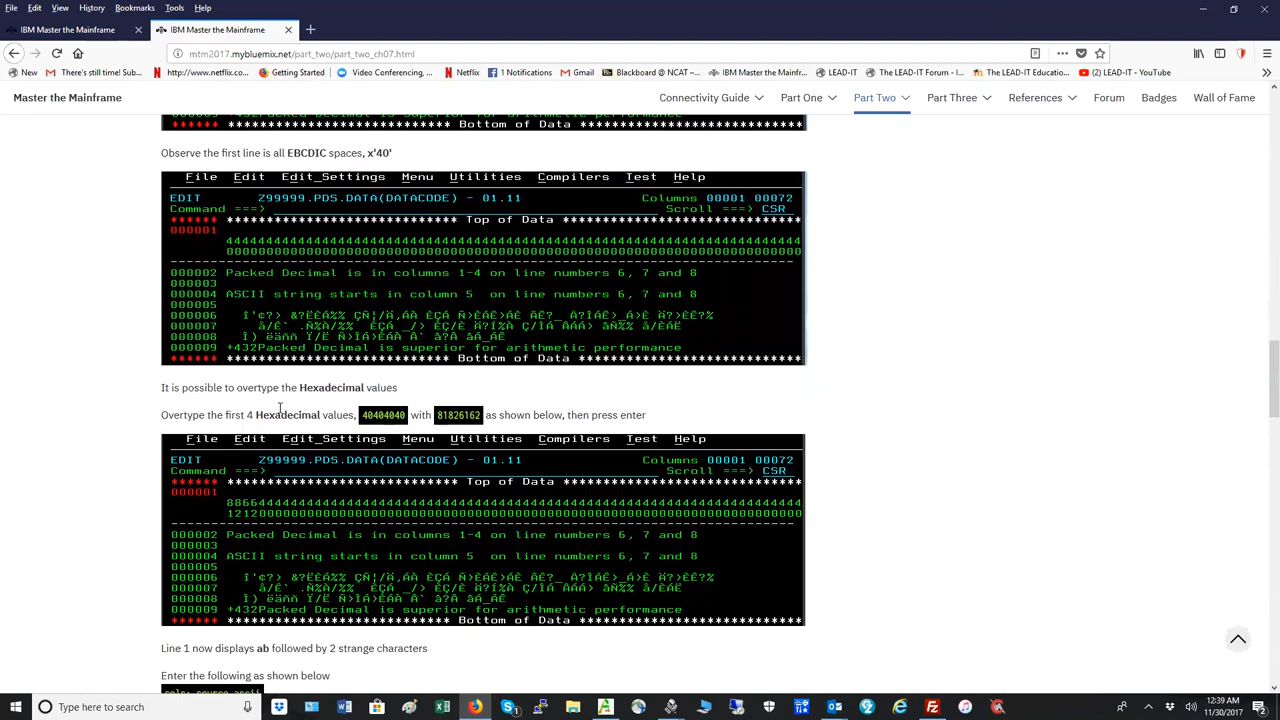 File Edit View History Bookmarks Tools Help
IBM Master the Mainframe × IBM Master the Mainframe × +
mtm2017.mybluemix.net/part_two/part_two_ch07.html
New There's still time! Sub... http://www.netflix.c... Getting Started Video Conferencing, ... Netflix 1 Notifications Gmail Blackboard @ NCAT –... IBM Master the Mainfr... LEAD-IT The LEAD-IT Forum - I... The LEAD-IT Educatio... (2) LEAD-IT - YouTube
Master the Mainframe Connectivity Guide Part One Part Two Part Three References Forum Badges Wall of Fame
****** ***************************** Bottom of Data *****************************
Observe the first line is all EBCDIC spaces, x'40'
File Edit Edit_Settings Menu Utilities Compilers Test Help
EDIT Z99999.PDS.DATA(DATACODE) - 01.11 Columns 00001 00072
Command ===> Scroll ===> CSR
****** ****************************** Top of Data ******************************
000001
444444444444444444444444444444444444444444444444444444444444444444444444
000000000000000000000000000000000000000000000000000000000000000000000000
000002 Packed Decimal is in columns 1-4 on line numbers 6, 7 and 8
000003
000004 ASCII string starts in column 5 on line numbers 6, 7 and 8
000005
000006
000007
000008
000009 +432Packed Decimal is superior for arithmetic performance
****** ***************************** Bottom of Data *****************************
It is possible to overtype the Hexadecimal values
Overtype the first 4 Hexadecimal values, 40404040 with 81826162 as shown below, then press enter
File Edit Edit_Settings Menu Utilities Compilers Test Help
EDIT Z99999.PDS.DATA(DATACODE) - 01.11 Columns 00001 00072
Command ===> Scroll ===> CSR
****** ****************************** Top of Data ******************************
000001
886644444444444444444444444444444444444444444444444444444444444444444444
121200000000000000000000000000000000000000000000000000000000000000000000
000002 Packed Decimal is in columns 1-4 on line numbers 6, 7 and 8
000003
000004 ASCII string starts in column 5 on line numbers 6, 7 and 8
000005
000006
000007
000008
000009 +432Packed Decimal is superior for arithmetic performance
****** ***************************** Bottom of Data *****************************
Line 1 now displays ab followed by 2 strange characters
Enter the following as shown below
Type here to search
12:39 AM
11/30/2017